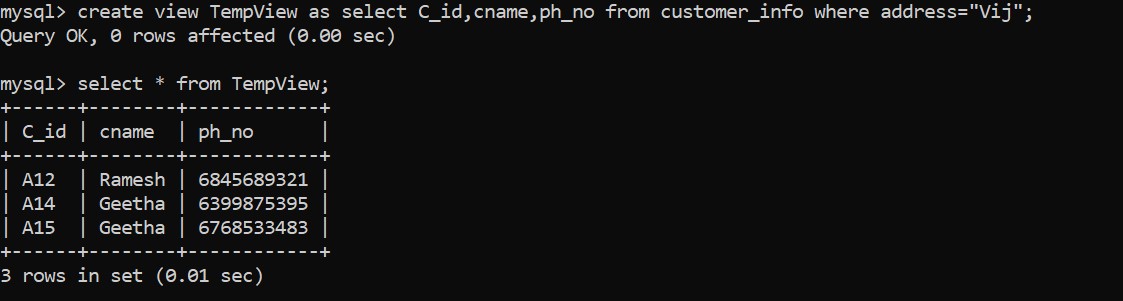 mysql> create view TempView as select C_id,cname,ph_no from customer_info where address="Vij";
Query OK, 0 rows affected (0.00 sec)

mysql> select * from TempView;
+------+--------+------------+
| C_id | cname  | ph_no      |
+------+--------+------------+
| A12  | Ramesh | 6845689321 |
| A14  | Geetha | 6399875395 |
| A15  | Geetha | 6768533483 |
+------+--------+------------+
3 rows in set (0.01 sec)